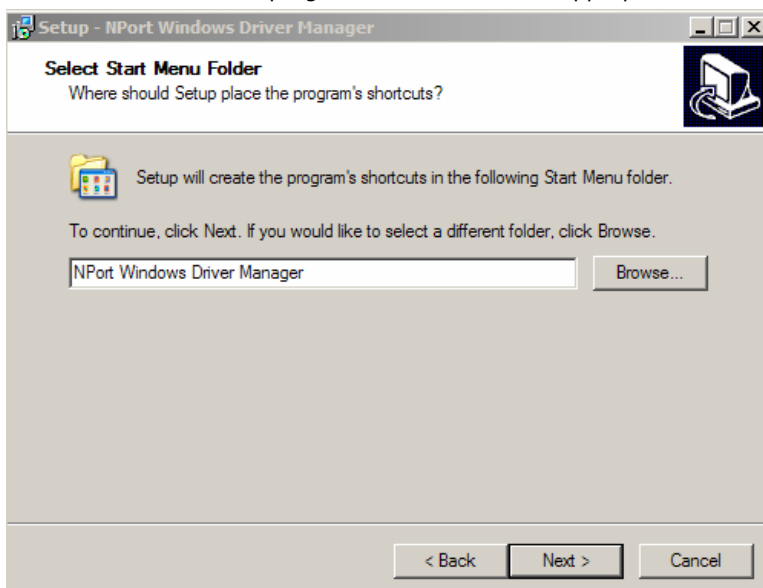 Setup - NPort Windows Driver Manager
Select Start Menu Folder
Where should Setup place the program's shortcuts?
Setup will create the program's shortcuts in the following Start Menu folder.
To continue, click Next. If you would like to select a different folder, click Browse.
NPort Windows Driver Manager
Browse...
< Back
Next >
Cancel